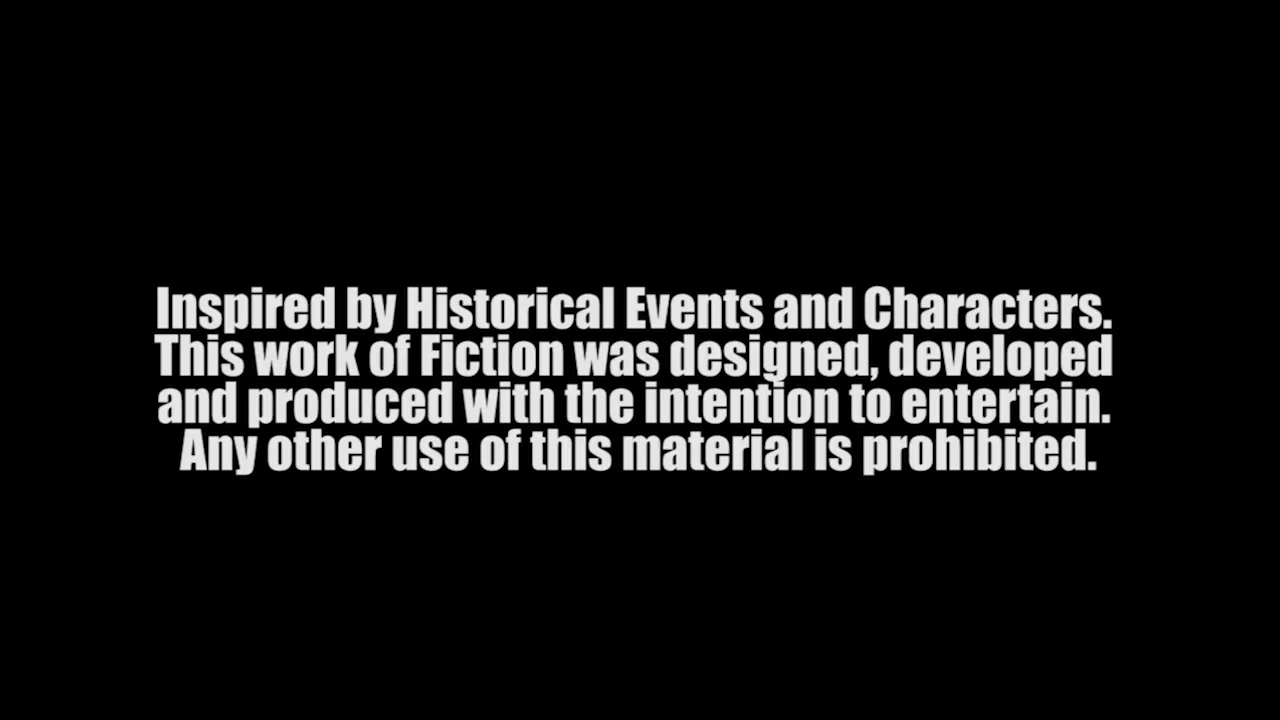 Inspired by Historical Events and Characters.
This work of Fiction was designed, developed
and produced with the intention to entertain.
Any other use of this material is prohibited.